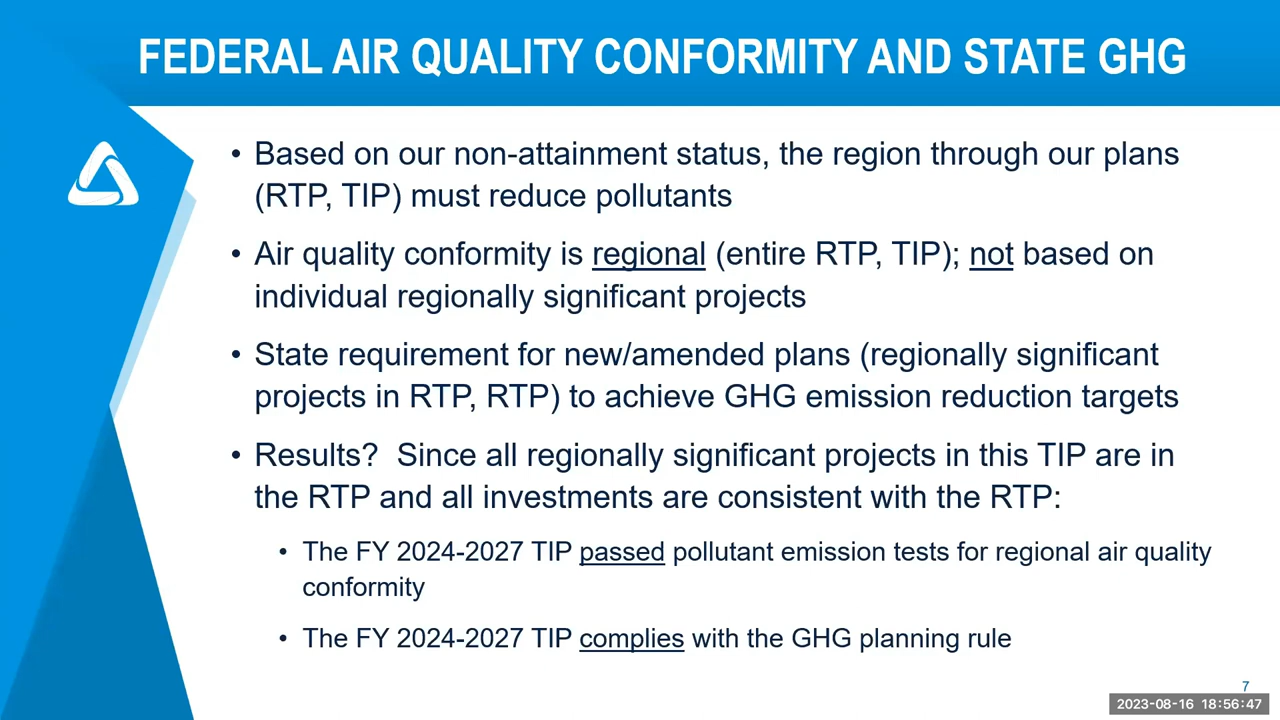 FEDERAL AIR QUALITY CONFORMITY AND STATE GHG
• Based on our non-attainment status, the region through our plans
(RTP, TIP) must reduce pollutants
• Air quality conformity is regional (entire RTP, TIP); not based on
individual regionally significant projects
• State requirement for new/amended plans (regionally significant
projects in RTP, RTP) to achieve GHG emission reduction targets
• Results?  Since all regionally significant projects in this TIP are in
the RTP and all investments are consistent with the RTP:
• The FY 2024-2027 TIP passed pollutant emission tests for regional air quality
conformity
• The FY 2024-2027 TIP complies with the GHG planning rule
7
2023-08-16 18:56:47